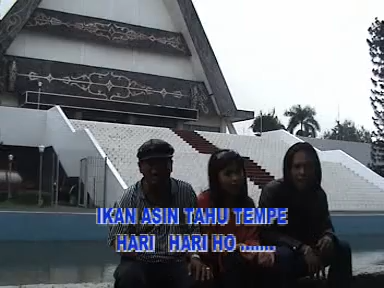 IKAN ASIN TAHU TEMPE
HARI HARI HO .......